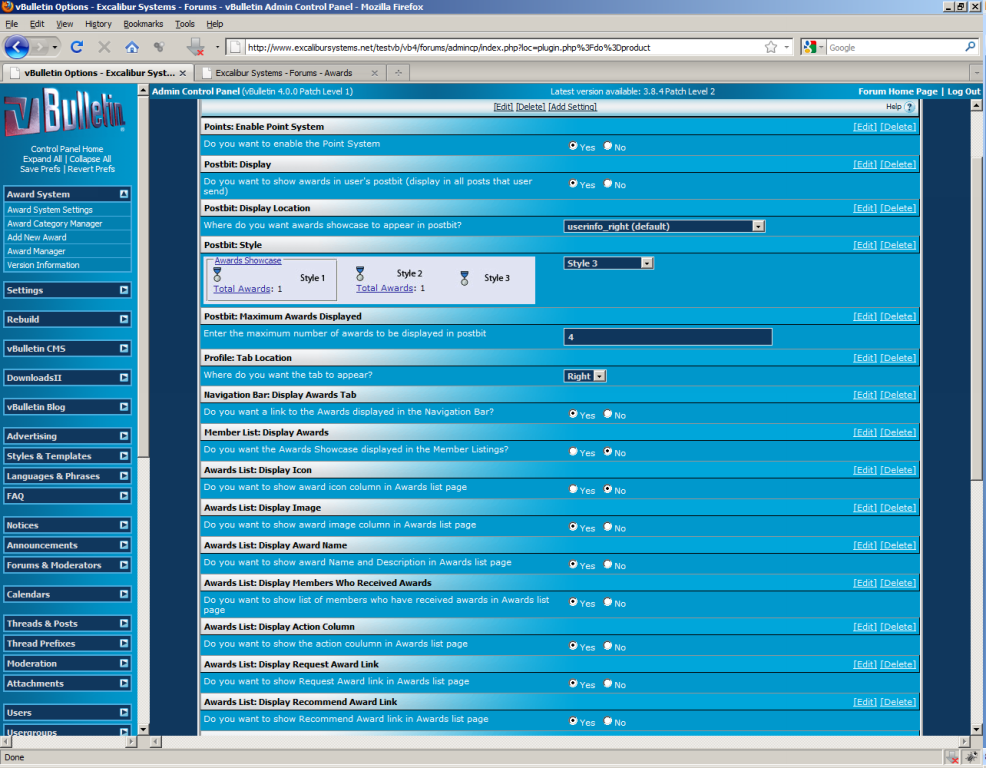 vBulletin Options - Excalibur Systems - Forums - vBulletin Admin Control Panel - Mozilla Firefox
File Edit View History Bookmarks Tools Help
http://www.excalibursystems.net/testvb/vb4/forums/admincp/index.php?loc=plugin.php%3Fdo%3Dproduct
Google
vBulletin Options - Excalibur Syst...
Excalibur Systems - Forums - Awards
Admin Control Panel (vBulletin 4.0.0 Patch Level 1)
Latest version available: 3.8.4 Patch Level 2
Forum Home Page | Log Out
vBulletin
Control Panel Home
Expand All | Collapse All
Save Prefs | Revert Prefs
Award System
Award System Settings
Award Category Manager
Add New Award
Award Manager
Version Information
Settings
Rebuild
vBulletin CMS
DownloadsII
vBulletin Blog
Advertising
Styles & Templates
Languages & Phrases
FAQ
Notices
Announcements
Forums & Moderators
Calendars
Threads & Posts
Thread Prefixes
Moderation
Attachments
Users
Usergroups
[Edit] [Delete] [Add Setting]
Help ?
Points: Enable Point System [Edit] [Delete]
Do you want to enable the Point System Yes No
Postbit: Display [Edit] [Delete]
Do you want to show awards in user's postbit (display in all posts that user
send) Yes No
Postbit: Display Location [Edit] [Delete]
Where do you want awards showcase to appear in postbit? userinfo_right (default)
Postbit: Style [Edit] [Delete]
Awards Showcase
Style 1 Style 2 Style 3
Total Awards: 1 Total Awards: 1
Style 3
Postbit: Maximum Awards Displayed [Edit] [Delete]
Enter the maximum number of awards to be displayed in postbit 4
Profile: Tab Location [Edit] [Delete]
Where do you want the tab to appear? Right
Navigation Bar: Display Awards Tab [Edit] [Delete]
Do you want a link to the Awards displayed in the Navigation Bar? Yes No
Member List: Display Awards [Edit] [Delete]
Do you want the Awards Showcase displayed in the Member Listings? Yes No
Awards List: Display Icon [Edit] [Delete]
Do you want to show award icon column in Awards list page Yes No
Awards List: Display Image [Edit] [Delete]
Do you want to show award image column in Awards list page Yes No
Awards List: Display Award Name [Edit] [Delete]
Do you want to show award Name and Description in Awards list page Yes No
Awards List: Display Members Who Received Awards [Edit] [Delete]
Do you want to show list of members who have received awards in Awards list
page Yes No
Awards List: Display Action Column [Edit] [Delete]
Do you want to show the action coulumn in Awards list page Yes No
Awards List: Display Request Award Link [Edit] [Delete]
Do you want to show Request Award link in Awards list page Yes No
Awards List: Display Recommend Award Link [Edit] [Delete]
Do you want to show Recommend Award link in Awards list page Yes No
Done